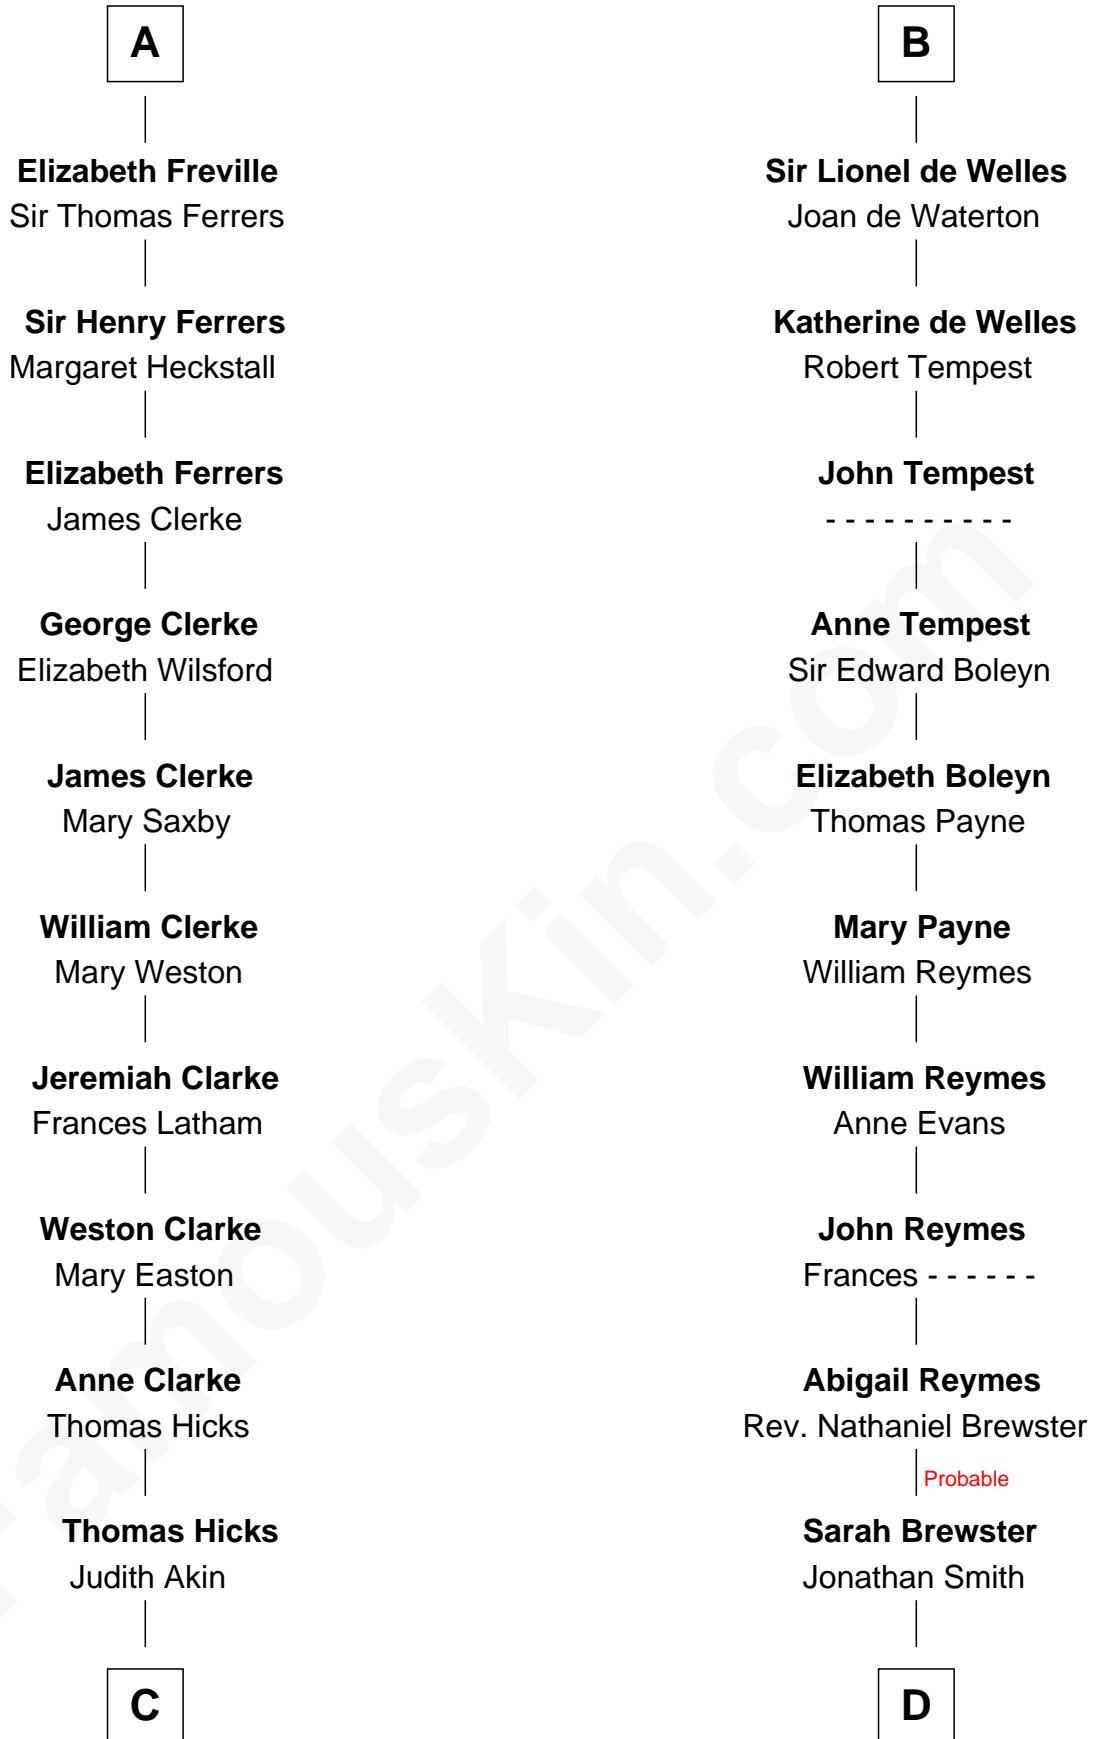 A
Elizabeth Freville
Sir Thomas Ferrers
Sir Henry Ferrers
Margaret Heckstall
Elizabeth Ferrers
James Clerke
George Clerke
Elizabeth Wilsford
James Clerke
Mary Saxby
William Clerke
Mary Weston
Jeremiah Clarke
Frances Latham
Weston Clarke
Mary Easton
Anne Clarke
Thomas Hicks
Thomas Hicks
Judith Akin
C
B
Sir Lionel de Welles
Joan de Waterton
Katherine de Welles
Robert Tempest
John Tempest
- - - - - - - - - -
Anne Tempest
Sir Edward Boleyn
Elizabeth Boleyn
Thomas Payne
Mary Payne
William Reymes
William Reymes
Anne Evans
John Reymes
Frances - - - - - -
Abigail Reymes
Rev. Nathaniel Brewster
Probable
Sarah Brewster
Jonathan Smith
D
FamousKin.com